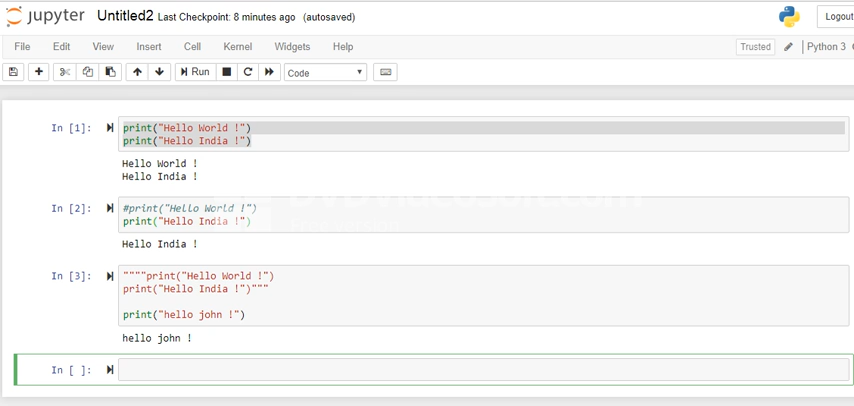 jupyter Untitled2 Last Checkpoint: 8 minutes ago (autosaved) Logout
File Edit View Insert Cell Kernel Widgets Help Trusted Python 3
Run Code
In [1]: print("Hello World !")
print("Hello India !")
Hello World !
Hello India !
In [2]: #print("Hello World !")
print("Hello India !")
Hello India !
In [3]: """"print("Hello World !")
print("Hello India !")"""
print("hello john !")
hello john !
In [ ]: